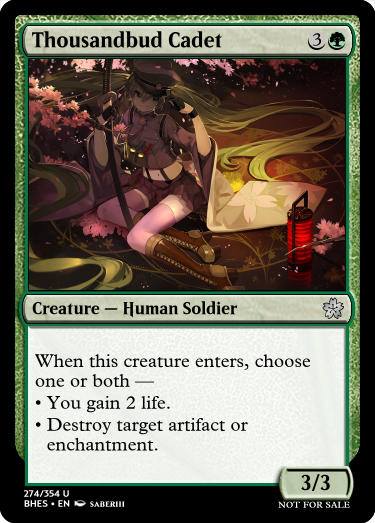 Thousandbud Cadet 3
Creature — Human Soldier
When this creature enters, choose
one or both —
• You gain 2 life.
• Destroy target artifact or
enchantment.
3/3
274/354 U
BHES • EN SABERIII
NOT FOR SALE